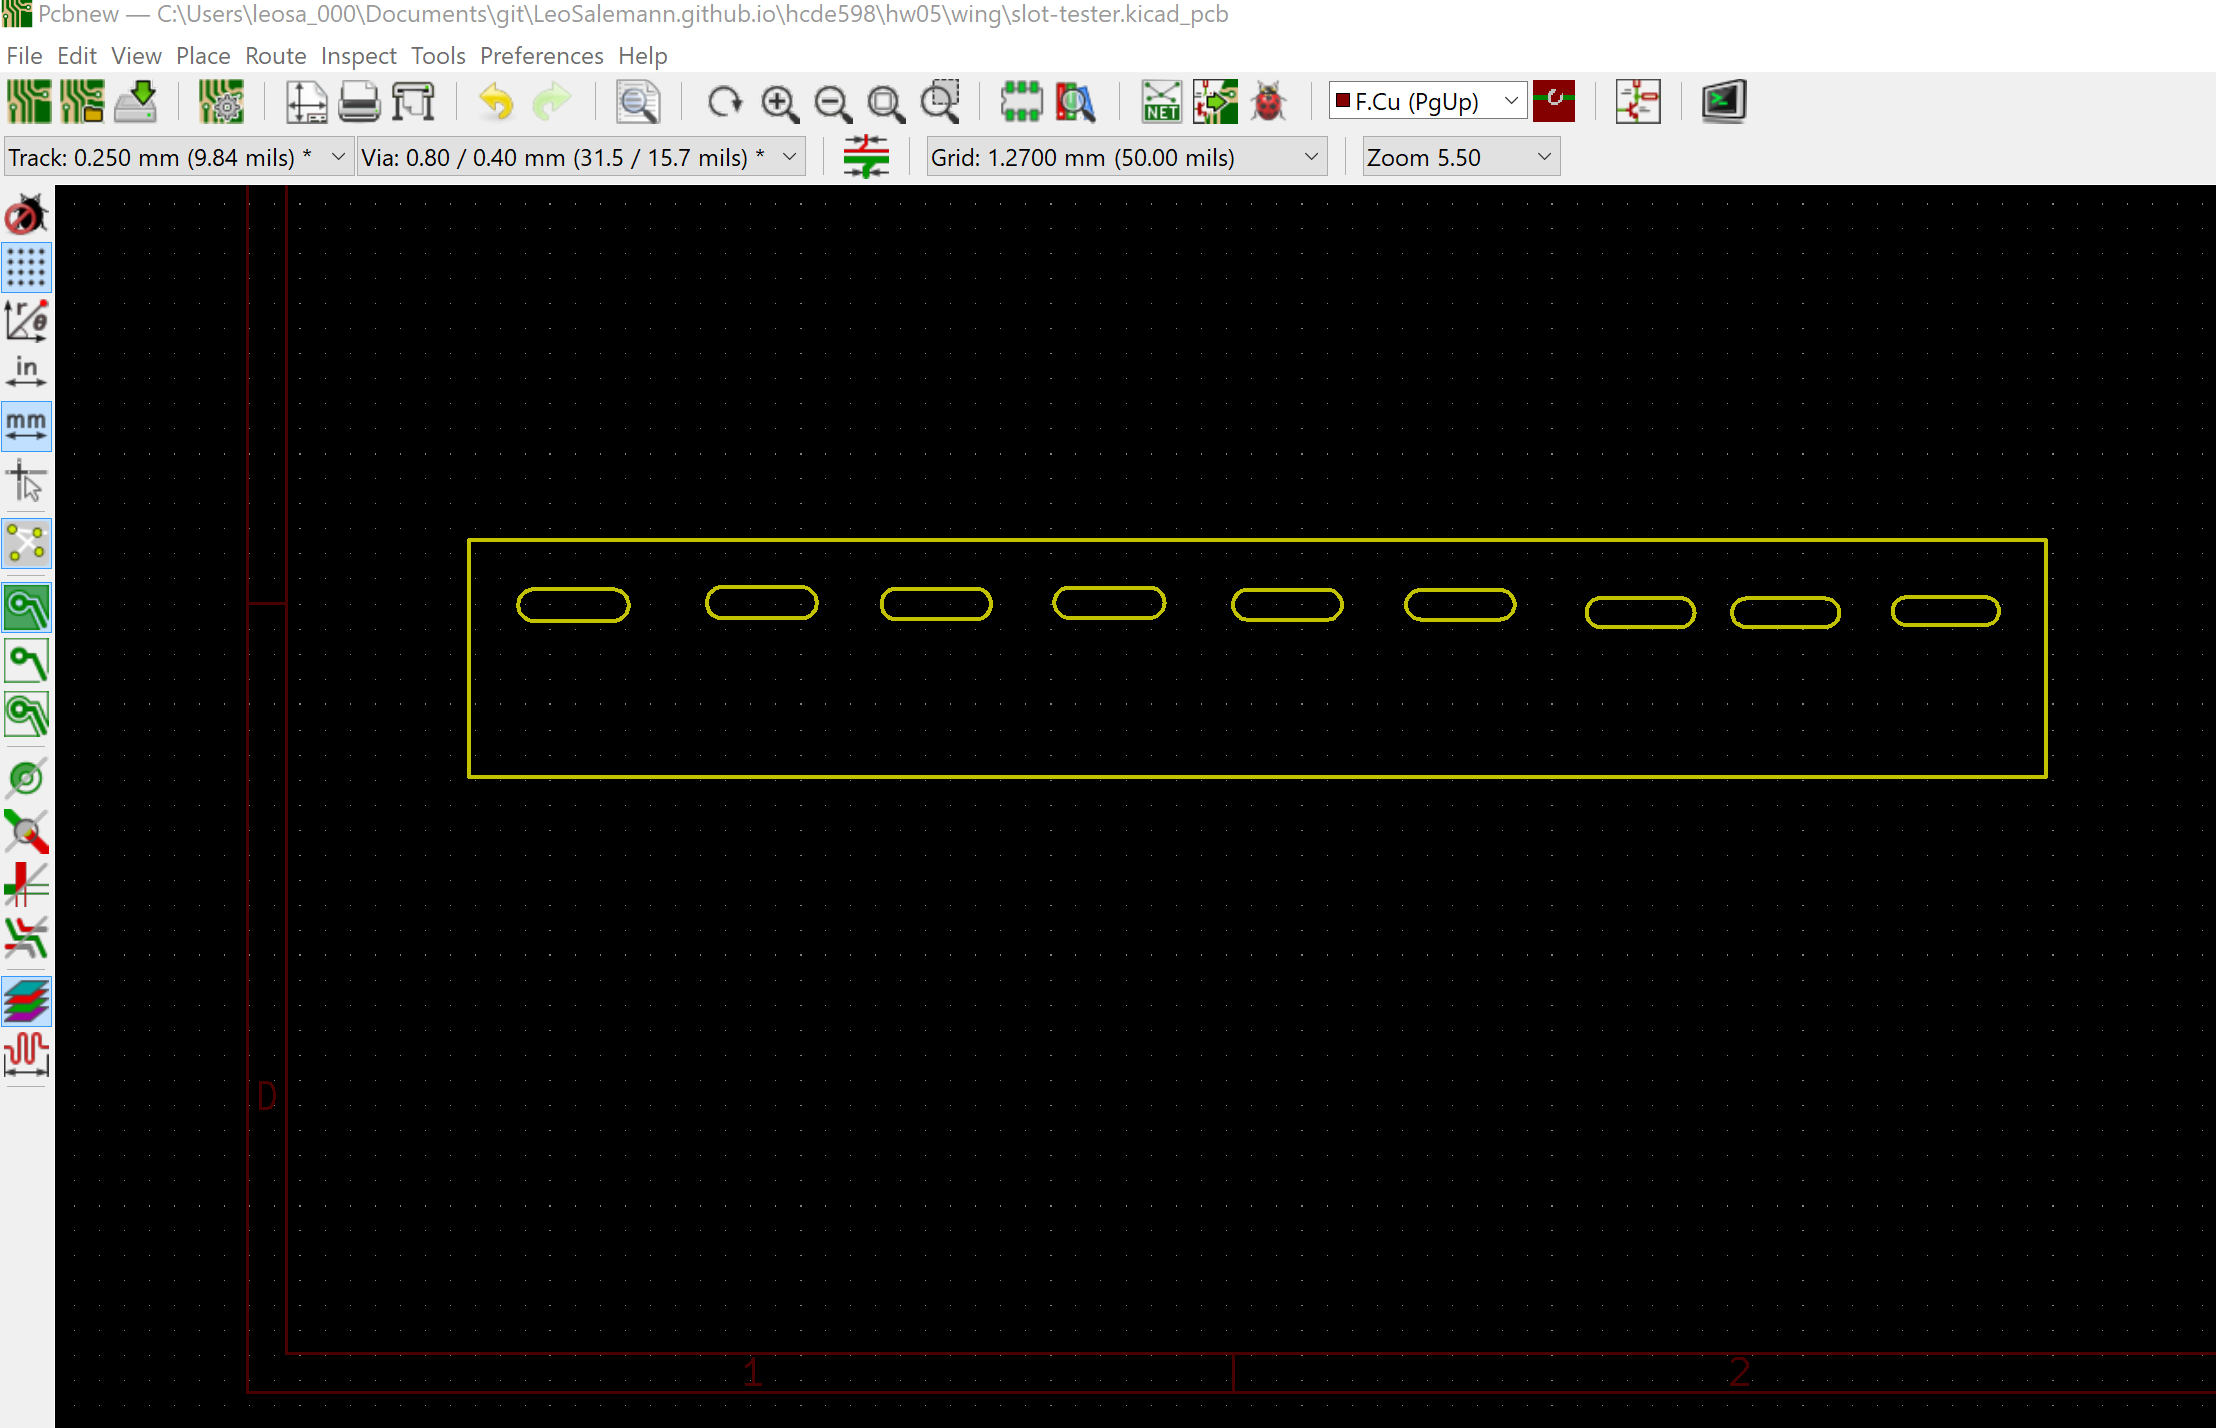 Pcbnew — C:\Users\leosa_000\Documents\git\LeoSalemann.github.io\hcde598\hw05\wing\slot-tester.kicad_pcb
File Edit View Place Route Inspect Tools Preferences Help
NET F.Cu (PgUp)
Track: 0.250 mm (9.84 mils) * Via: 0.80 / 0.40 mm (31.5 / 15.7 mils) * Grid: 1.2700 mm (50.00 mils) Zoom 5.50
r θ
in
mm
D
1 2